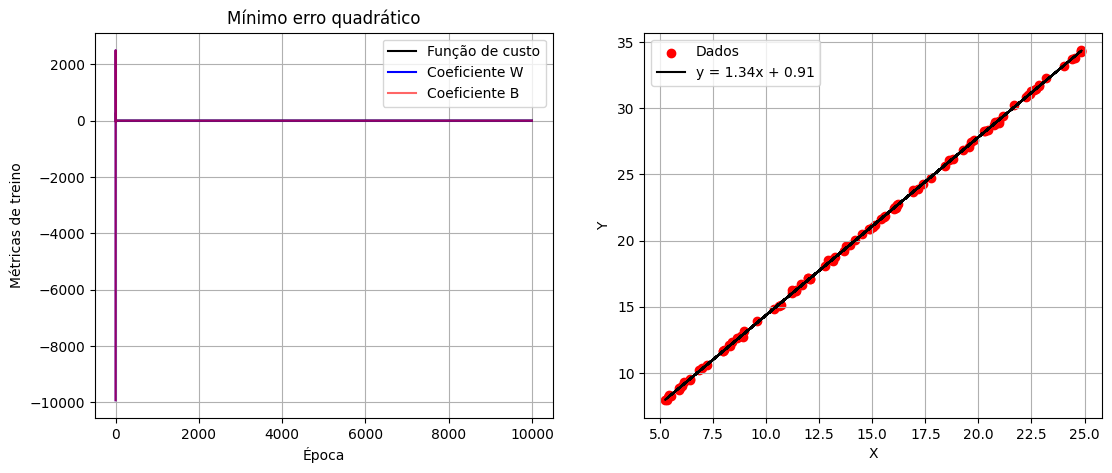 Mínimo erro quadrático
Métricas de treino
2000
0
−2000
−4000
−6000
−8000
−10000
0
2000
4000
6000
8000
10000
Época
Função de custo
Coeficiente W
Coeficiente B
Y
35
30
25
20
15
10
5.0
7.5
10.0
12.5
15.0
17.5
20.0
22.5
25.0
X
Dados
y = 1.34x + 0.91